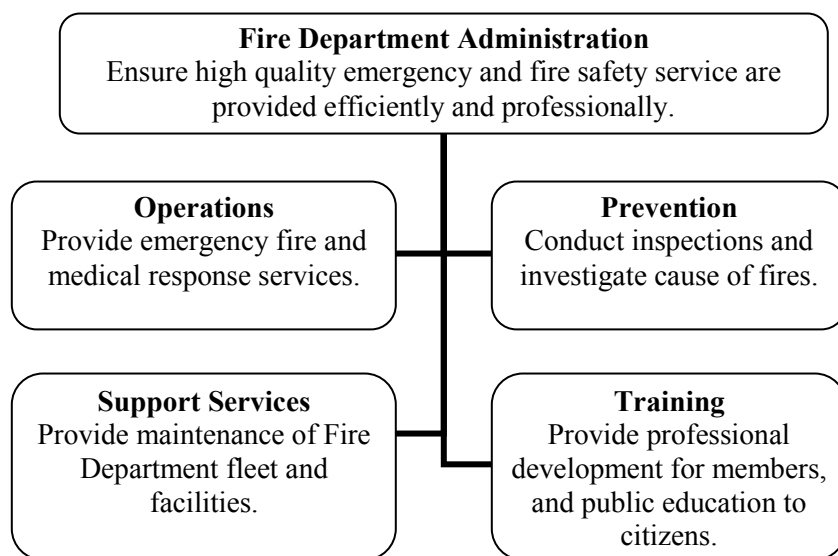 Fire Department Administration
Ensure high quality emergency and fire safety service are
provided efficiently and professionally.
Operations
Provide emergency fire and
medical response services.
Prevention
Conduct inspections and
investigate cause of fires.
Support Services
Provide maintenance of Fire
Department fleet and
facilities.
Training
Provide professional
development for members,
and public education to
citizens.